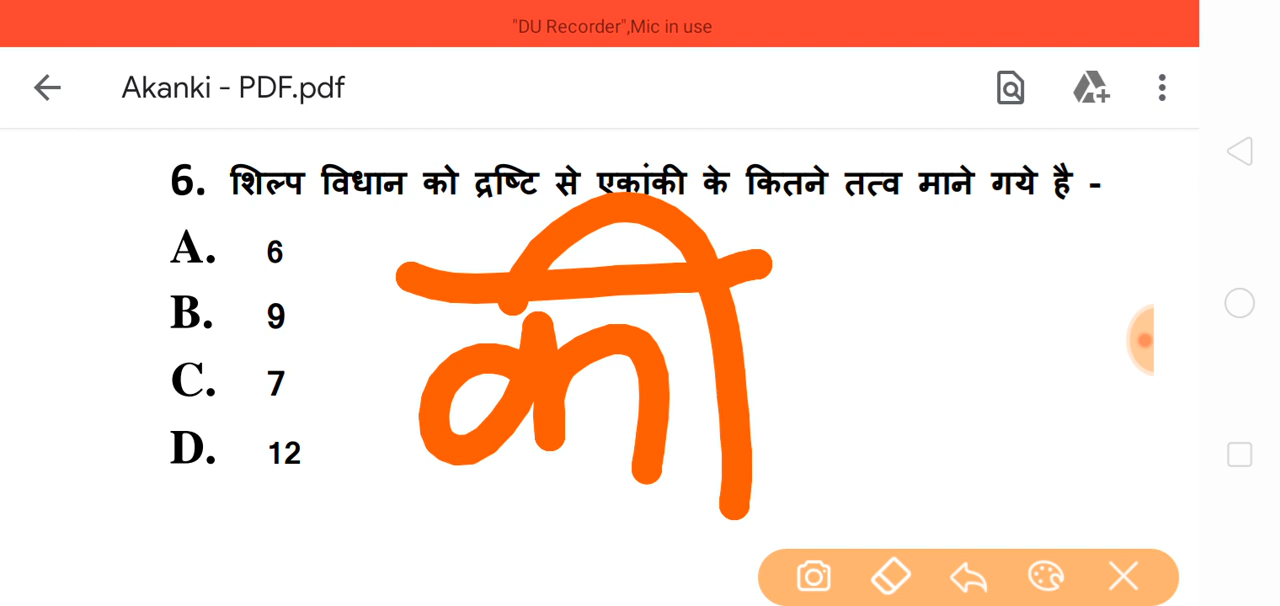 "DU Recorder",Mic in use
Akanki - PDF.pdf
6. शिल्प विधान को द्रष्टि से एकांकी के कितने तत्व माने गये है -
A. 6
B. 9
C. 7
D. 12
की